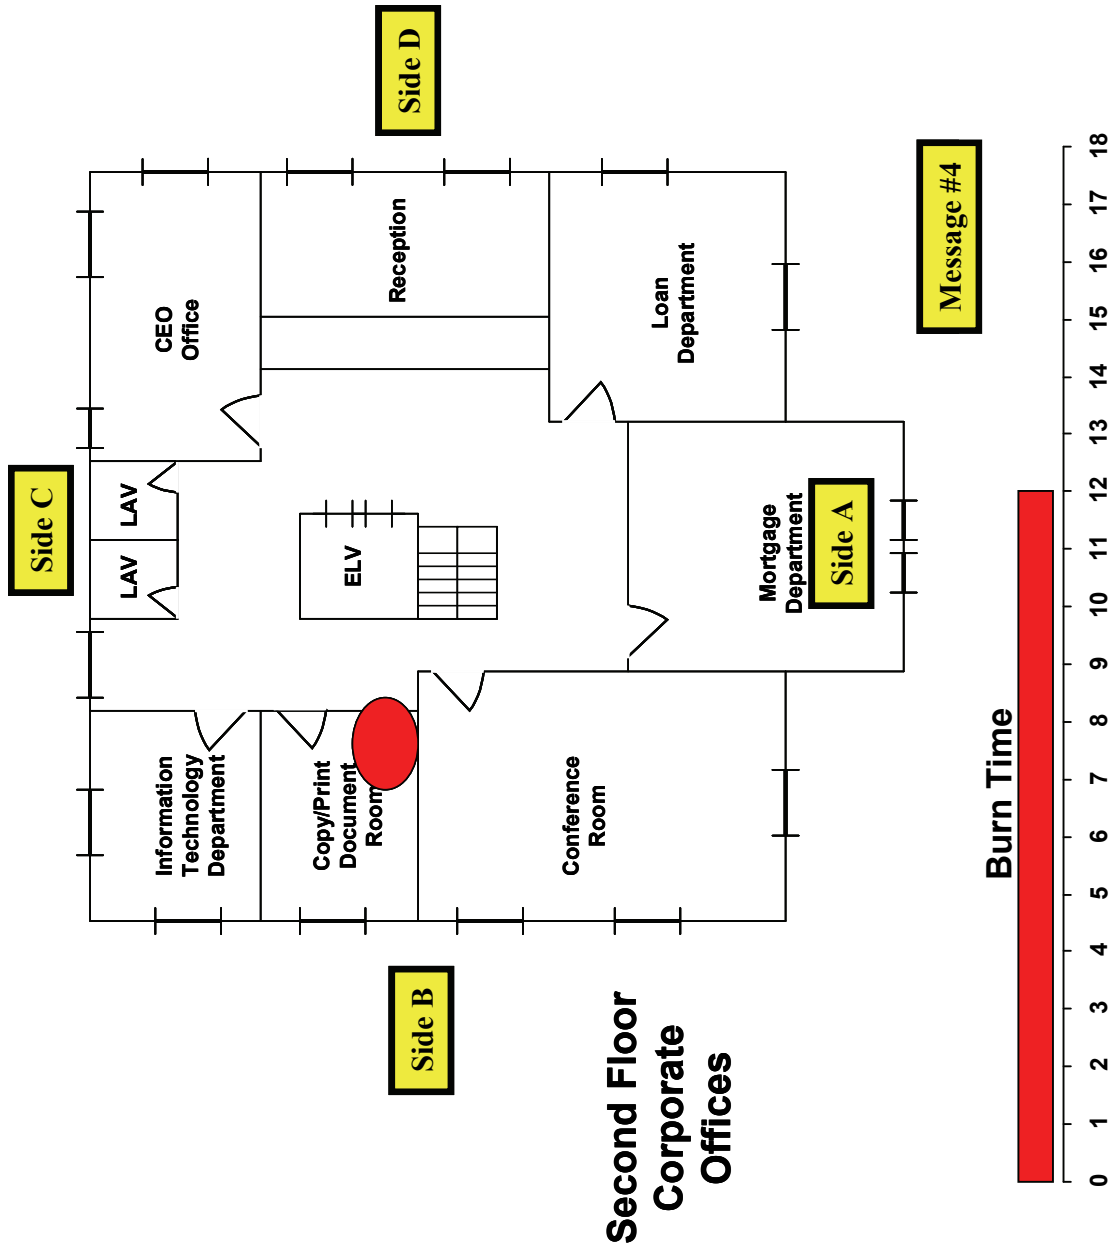 Side C
Side D
Side B
Side A
LAV
LAV
CEO
Office
Reception
ELV
Information
Technology
Department
Copy/Print
Document
Room
Conference
Room
Mortgage
Department
Loan
Department
Second Floor
Corporate
Offices
Message #4
Burn Time
0 1 2 3 4 5 6 7 8 9 10 11 12 13 14 15 16 17 18